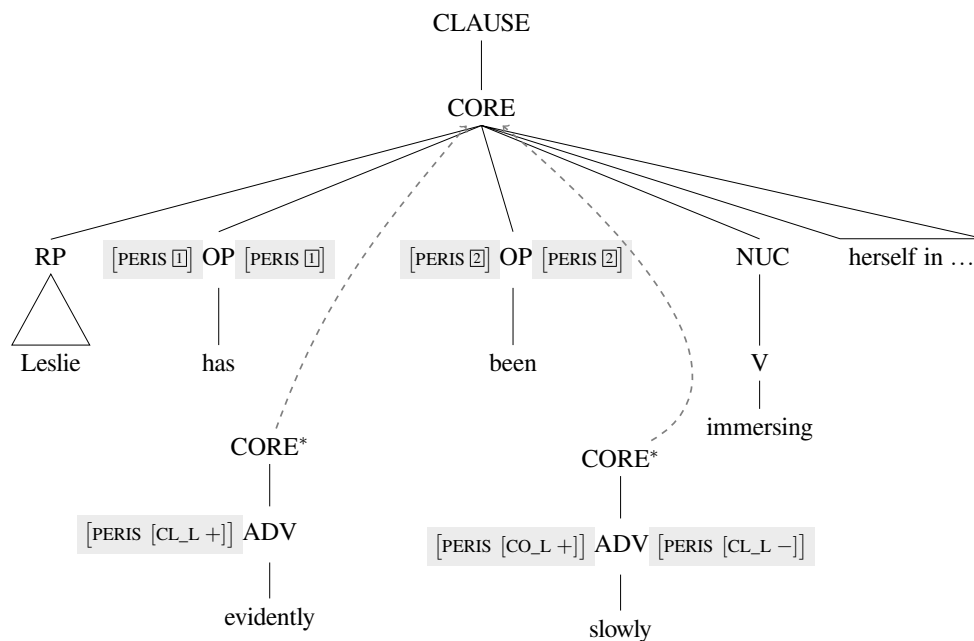 CLAUSE
CORE
RP [PERIS 1] OP [PERIS 1] [PERIS 2] OP [PERIS 2] NUC herself in …
Leslie has been V
immersing
CORE* CORE*
[PERIS [CL_L +]] ADV [PERIS [CO_L +]] ADV [PERIS [CL_L −]]
evidently slowly